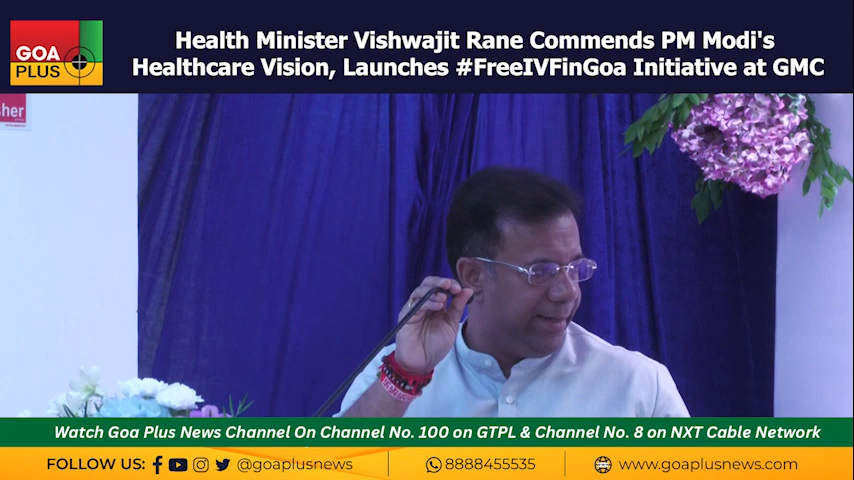 GOA
PLUS
Health Minister Vishwajit Rane Commends PM Modi's
Healthcare Vision, Launches #FreeIVFinGoa Initiative at GMC
sher
Watch Goa Plus News Channel On Channel No. 100 on GTPL & Channel No. 8 on NXT Cable Network
FOLLOW US: @goaplusnews 8888455535 www.goaplusnews.com